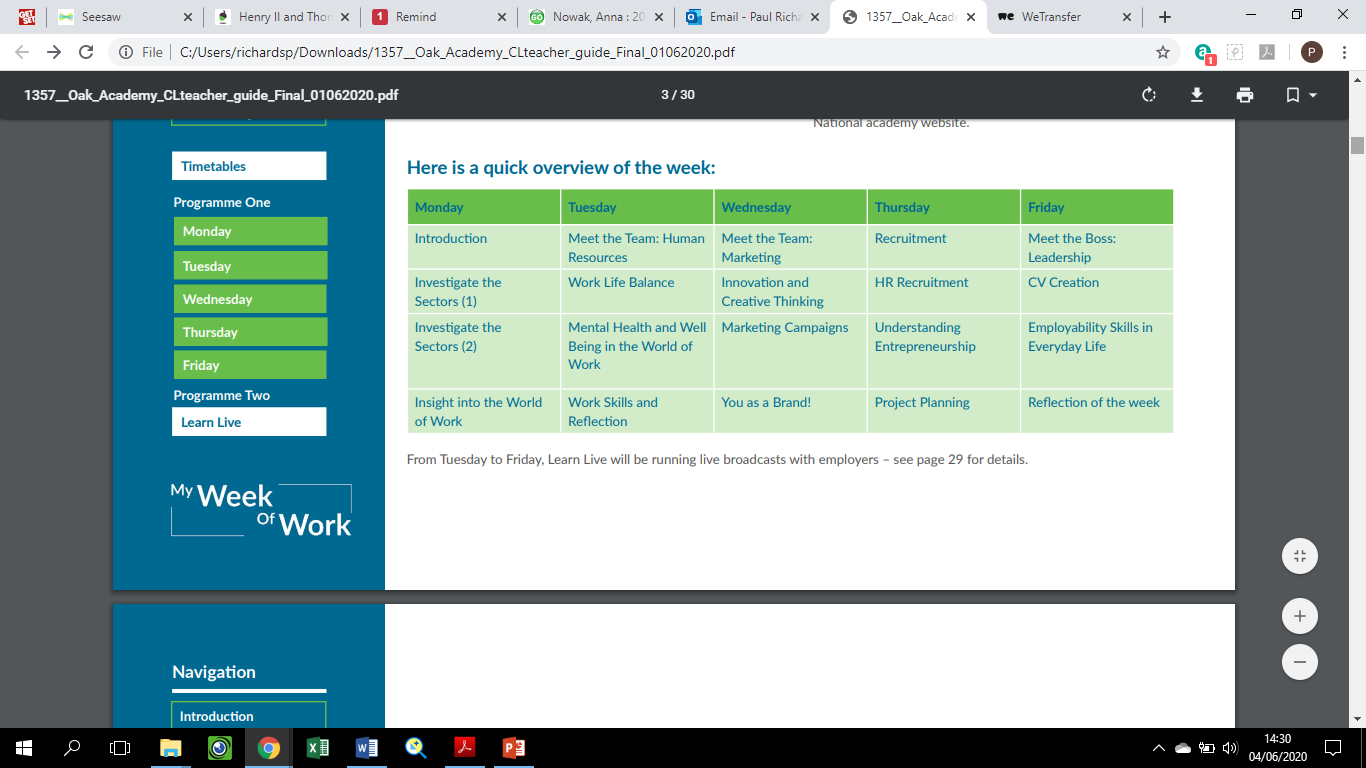 Seesaw
Henry II and Thor
1 Remind
GO Nowak, Anna : 20
Email - Paul Richa
1357__Oak_Acad
we WeTransfer
File C:/Users/richardsp/Downloads/1357__Oak_Academy_CLteacher_guide_Final_01062020.pdf
a 1
P
1357__Oak_Academy_CLteacher_guide_Final_01062020.pdf
3 / 30
National academy website.
Timetables
Programme One
Monday
Tuesday
Wednesday
Thursday
Friday
Programme Two
Learn Live
My Week
Of Work
Here is a quick overview of the week:
Monday Tuesday Wednesday Thursday Friday
Introduction
Meet the Team: Human
Resources
Meet the Team:
Marketing
Recruitment
Meet the Boss:
Leadership
Investigate the
Sectors (1)
Work Life Balance
Innovation and
Creative Thinking
HR Recruitment
CV Creation
Investigate the
Sectors (2)
Mental Health and Well
Being in the World of
Work
Marketing Campaigns
Understanding
Entrepreneurship
Employability Skills in
Everyday Life
Insight into the World
of Work
Work Skills and
Reflection
You as a Brand!
Project Planning
Reflection of the week
From Tuesday to Friday, Learn Live will be running live broadcasts with employers – see page 29 for details.
Navigation
Introduction
14:30
04/06/2020